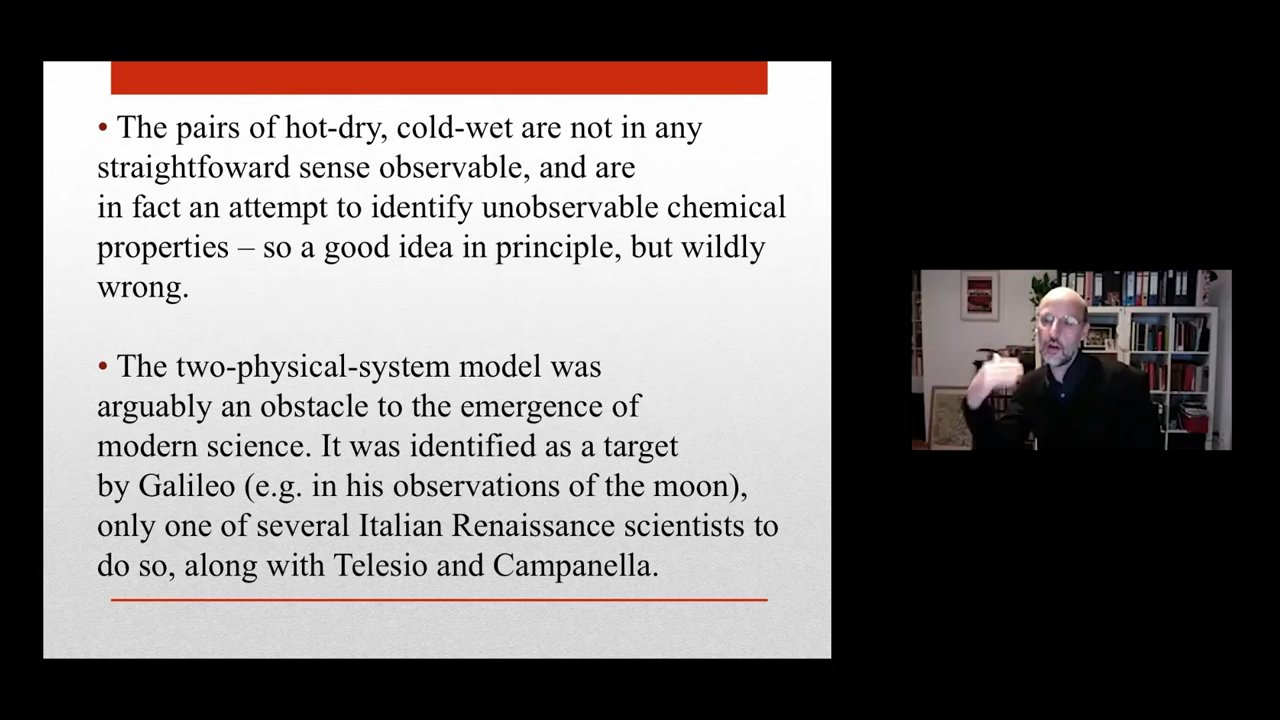 • The pairs of hot-dry, cold-wet are not in any
straightfoward sense observable, and are
in fact an attempt to identify unobservable chemical
properties – so a good idea in principle, but wildly
wrong.
• The two-physical-system model was
arguably an obstacle to the emergence of
modern science. It was identified as a target
by Galileo (e.g. in his observations of the moon),
only one of several Italian Renaissance scientists to
do so, along with Telesio and Campanella.